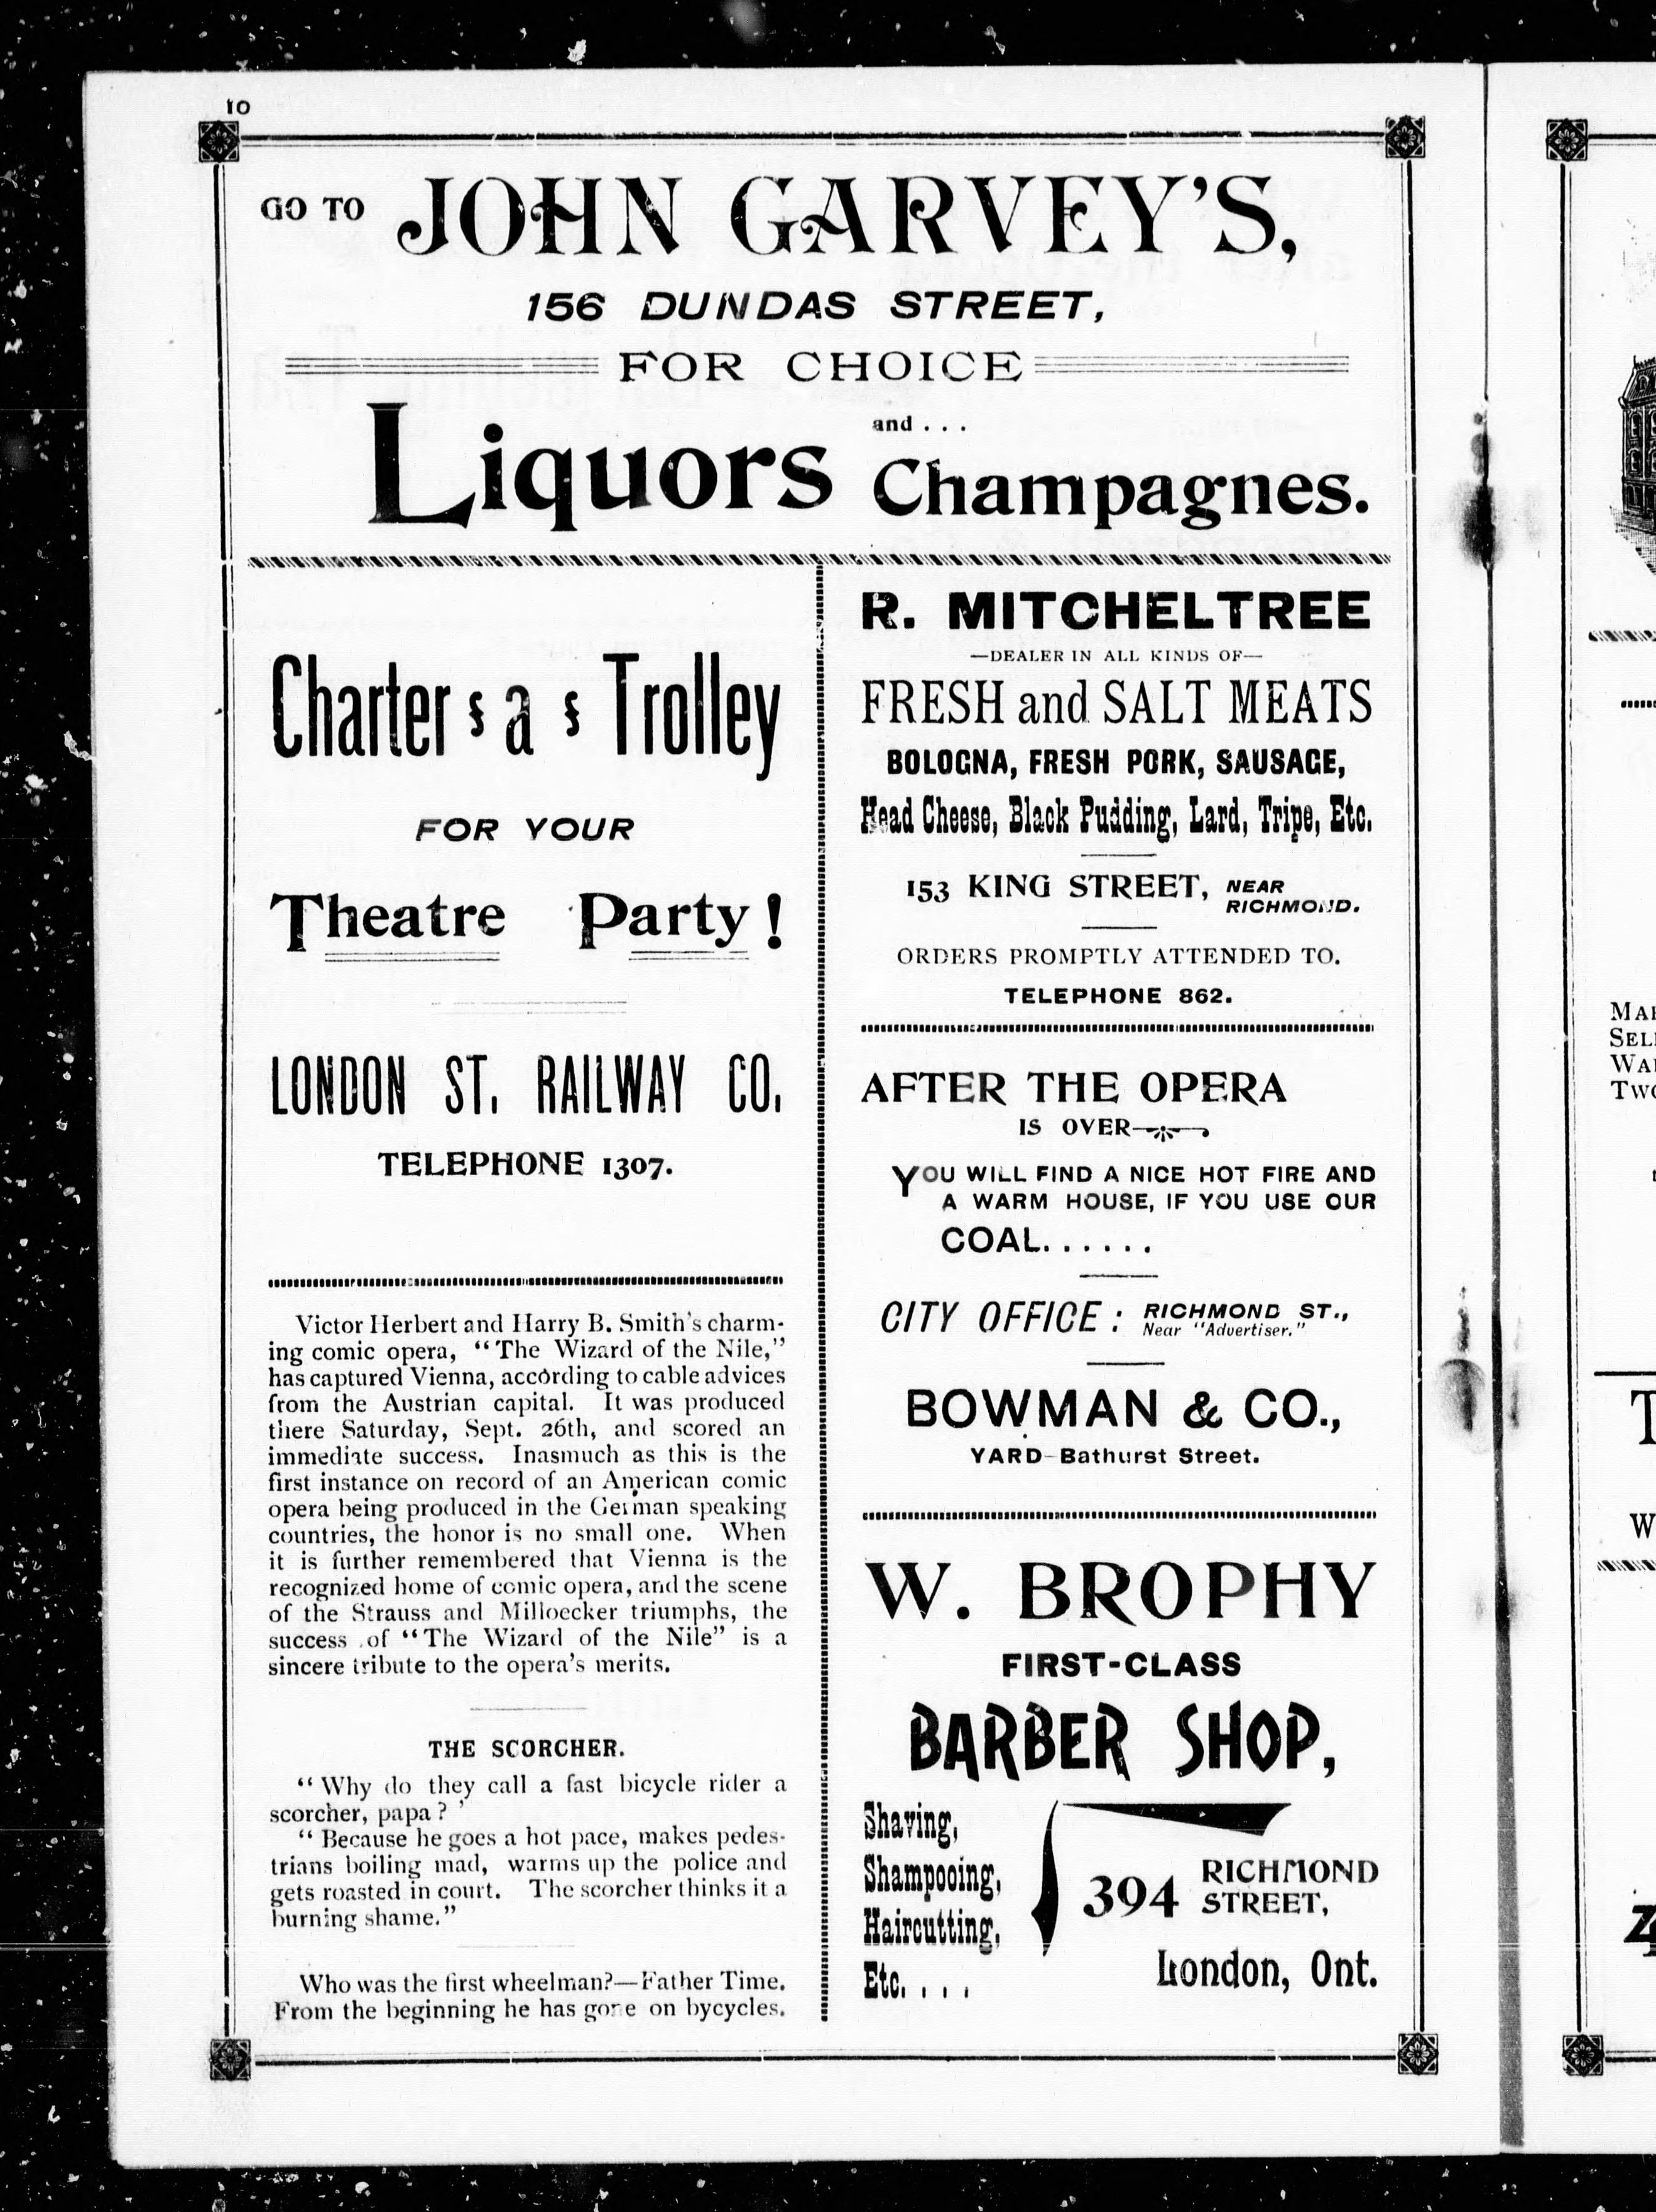 10
GO TO JOHN GARVEY'S,
156 DUNDAS STREET,
FOR CHOICE
Liquors and . . . Champagnes.
Charter a Trolley
FOR YOUR
Theatre Party!
LONDON ST. RAILWAY CO.
TELEPHONE 1307.
Victor Herbert and Harry B. Smith's charm-
ing comic opera, "The Wizard of the Nile,"
has captured Vienna, according to cable advices
from the Austrian capital. It was produced
there Saturday, Sept. 26th, and scored an
immediate success. Inasmuch as this is the
first instance on record of an American comic
opera being produced in the German speaking
countries, the honor is no small one. When
it is further remembered that Vienna is the
recognized home of comic opera, and the scene
of the Strauss and Milloecker triumphs, the
success of "The Wizard of the Nile" is a
sincere tribute to the opera's merits.
THE SCORCHER.
"Why do they call a fast bicycle rider a
scorcher, papa?'
"Because he goes a hot pace, makes pedes-
trians boiling mad, warms up the police and
gets roasted in court. The scorcher thinks it a
burning shame."
Who was the first wheelman?—Father Time.
From the beginning he has gone on bycycles.
R. MITCHELTREE
—DEALER IN ALL KINDS OF—
FRESH and SALT MEATS
BOLOGNA, FRESH PORK, SAUSAGE,
Head Cheese, Black Pudding, Lard, Tripe, Etc.
153 KING STREET, NEAR RICHMOND.
ORDERS PROMPTLY ATTENDED TO.
TELEPHONE 862.
AFTER THE OPERA
IS OVER
YOU WILL FIND A NICE HOT FIRE AND
A WARM HOUSE, IF YOU USE OUR
COAL......
CITY OFFICE: RICHMOND ST.,
Near "Advertiser."
BOWMAN & CO.,
YARD-Bathurst Street.
W. BROPHY
FIRST-CLASS
BARBER SHOP,
Shaving,
Shampooing,
Haircutting,
Etc. . . .
394 RICHMOND STREET,
London, Ont.